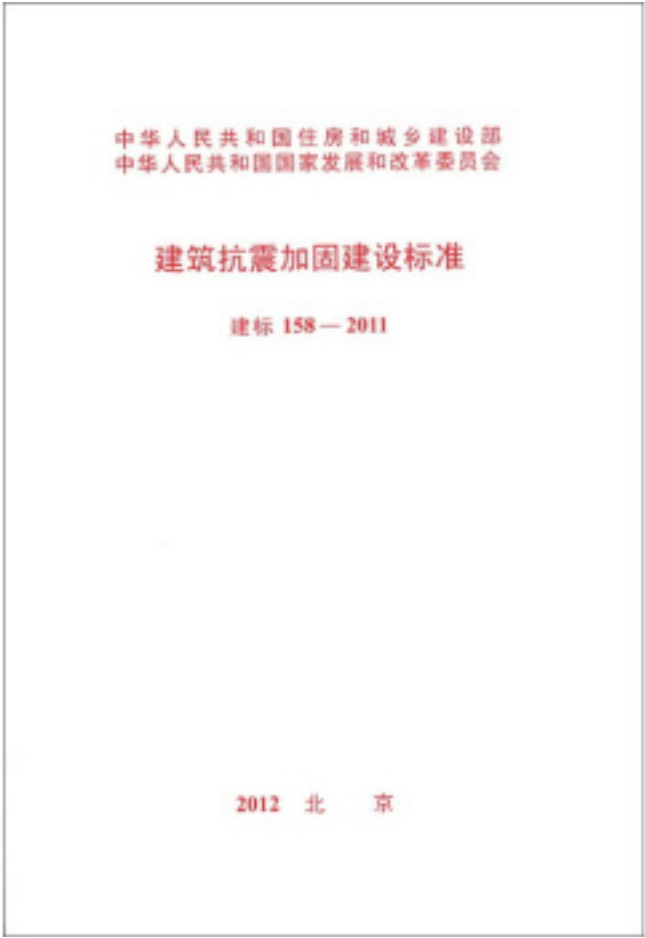 中华人民共和国住房和城乡建设部
中华人民共和国国家发展和改革委员会
建筑抗震加固建设标准
建标 158—2011
2012 北 京